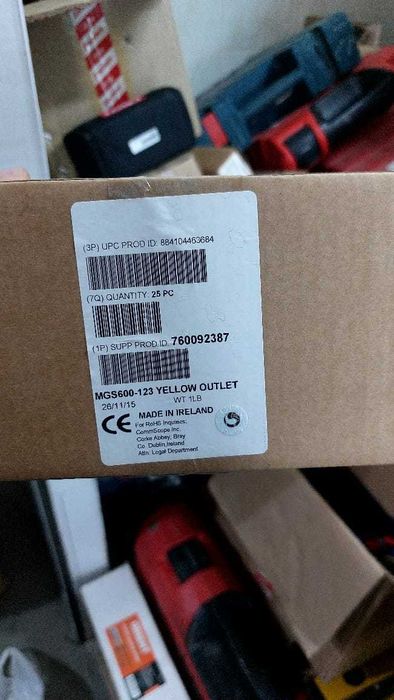 (3P) UPC PROD ID: 884104463684
(7Q) QUANTITY: 25 PC
(1P) SUPP PROD ID: 760092387
MGS600-123 YELLOW OUTLET
26/11/15 WT 1LB
CE MADE IN IRELAND
For RoHS Inquiries:
CommScope Inc.
Corke Abbey, Bray
Co. Dublin, Ireland
Attn: Legal Department